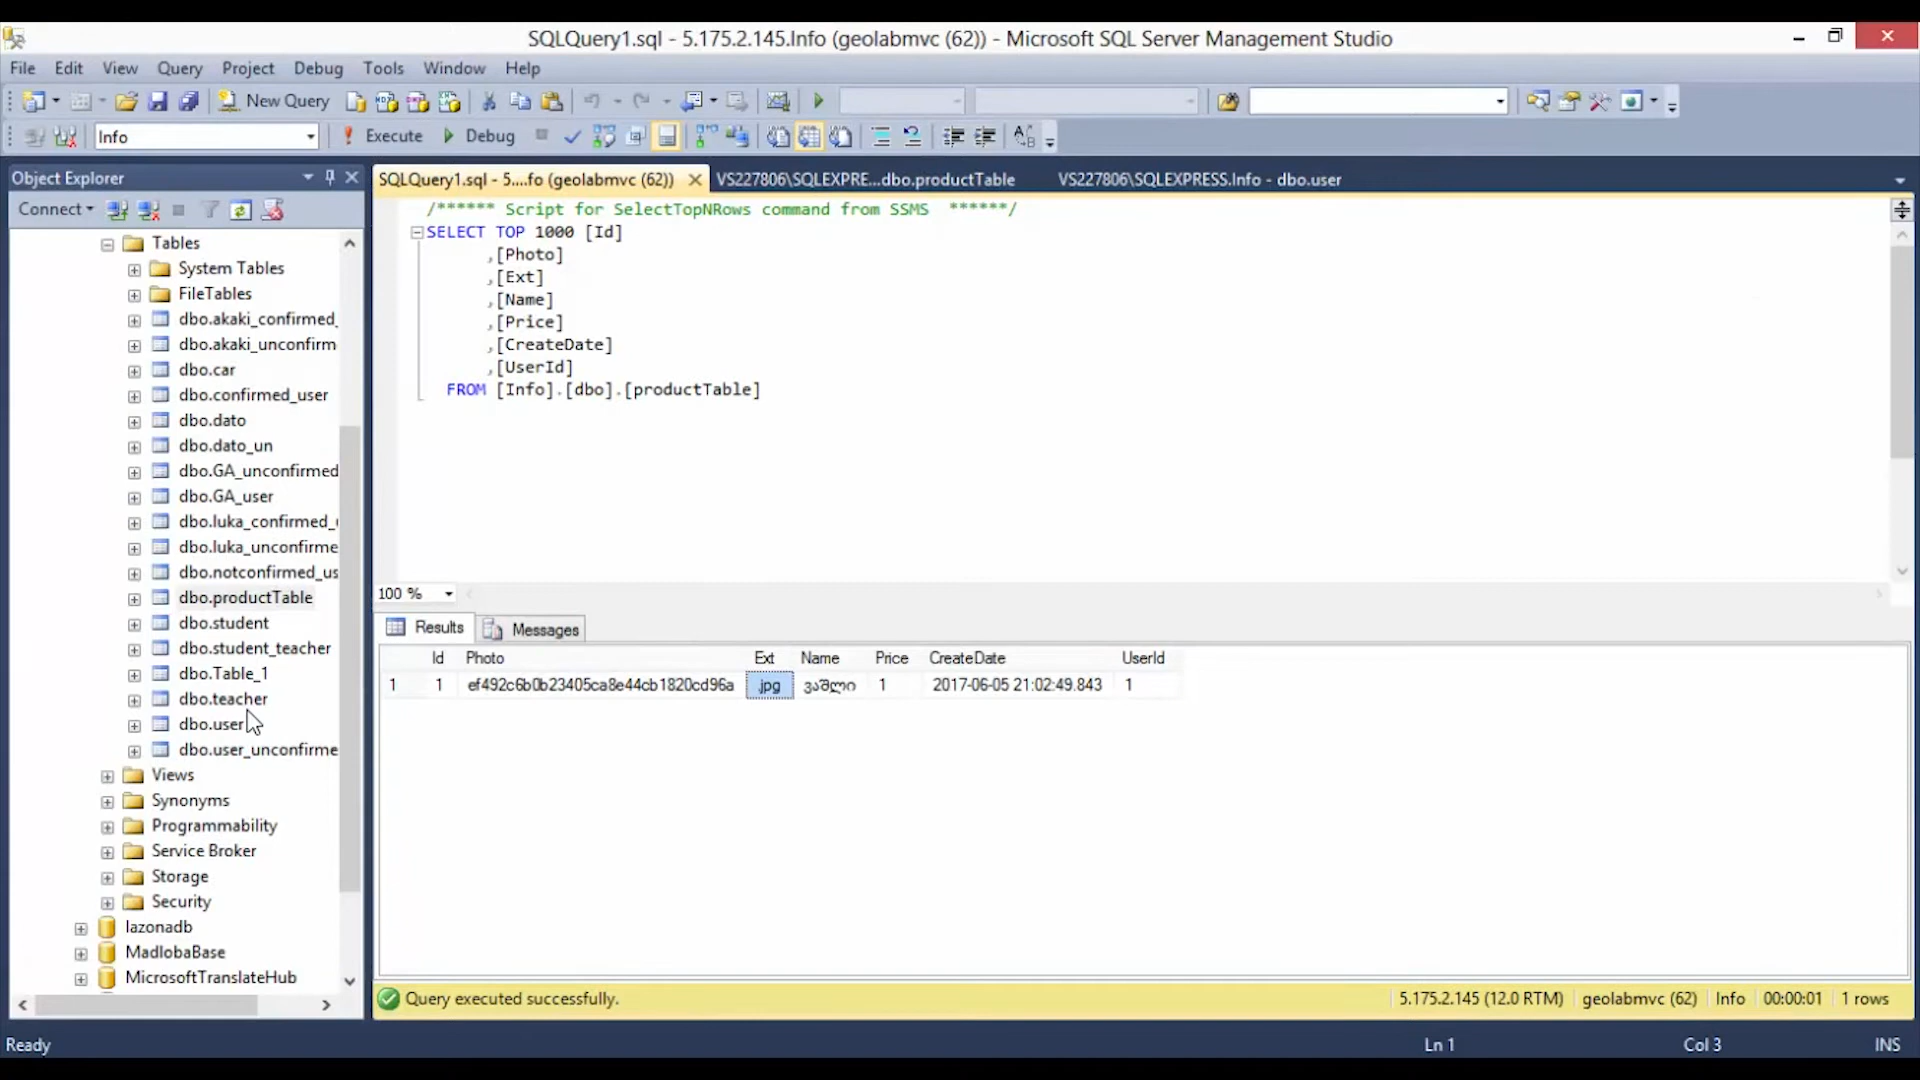 SQLQuery1.sql - 5.175.2.145.Info (geolabmvc (62)) - Microsoft SQL Server Management Studio
File Edit View Query Project Debug Tools Window Help
New Query
Info Execute Debug
Object Explorer
SQLQuery1.sql - 5....fo (geolabmvc (62)) VS227806\SQLEXPRE...dbo.productTable VS227806\SQLEXPRESS.Info - dbo.user
Connect
Tables
System Tables
FileTables
dbo.akaki_confirmed_
dbo.akaki_unconfirm
dbo.car
dbo.confirmed_user
dbo.dato
dbo.dato_un
dbo.GA_unconfirmed
dbo.GA_user
dbo.luka_confirmed_
dbo.luka_unconfirme
dbo.notconfirmed_us
dbo.productTable
dbo.student
dbo.student_teacher
dbo.Table_1
dbo.teacher
dbo.user
dbo.user_unconfirme
Views
Synonyms
Programmability
Service Broker
Storage
Security
lazonadb
MadlobaBase
MicrosoftTranslateHub
/****** Script for SelectTopNRows command from SSMS ******/
SELECT TOP 1000 [Id]
,[Photo]
,[Ext]
,[Name]
,[Price]
,[CreateDate]
,[UserId]
FROM [Info].[dbo].[productTable]
100 %
Results Messages
Id Photo Ext Name Price CreateDate UserId
1 1 ef492c6b0b23405ca8e44cb1820cd96a .jpg ვაშლი 1 2017-06-05 21:02:49.843 1
Query executed successfully. 5.175.2.145 (12.0 RTM) geolabmvc (62) Info 00:00:01 1 rows
Ready Ln 1 Col 3 INS